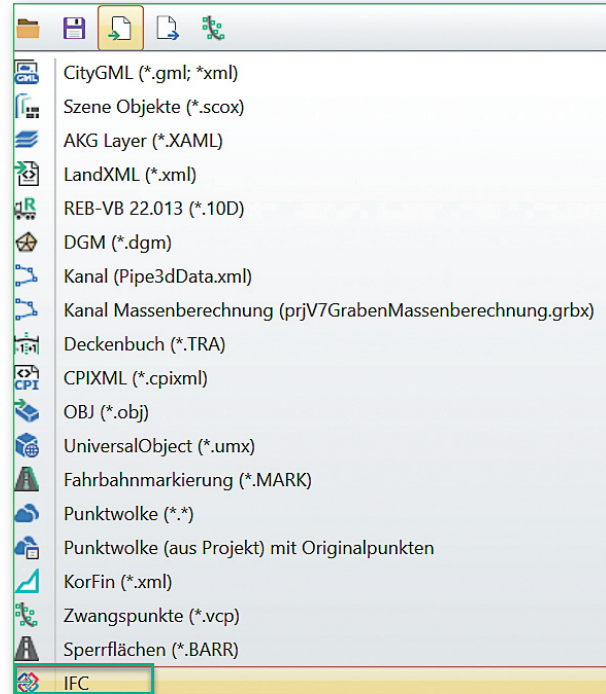 GML CityGML (*.gml; *xml)
Szene Objekte (*.scox)
AKG Layer (*.XAML)
LandXML (*.xml)
R REB-VB 22.013 (*.10D)
DGM (*.dgm)
Kanal (Pipe3dData.xml)
Kanal Massenberechnung (prjV7GrabenMassenberechnung.grbx)
Deckenbuch (*.TRA)
CPI CPIXML (*.cpixml)
OBJ (*.obj)
UniversalObject (*.umx)
Fahrbahnmarkierung (*.MARK)
Punktwolke (*.*)
Punktwolke (aus Projekt) mit Originalpunkten
KorFin (*.xml)
Zwangspunkte (*.vcp)
Sperrflächen (*.BARR)
IFC